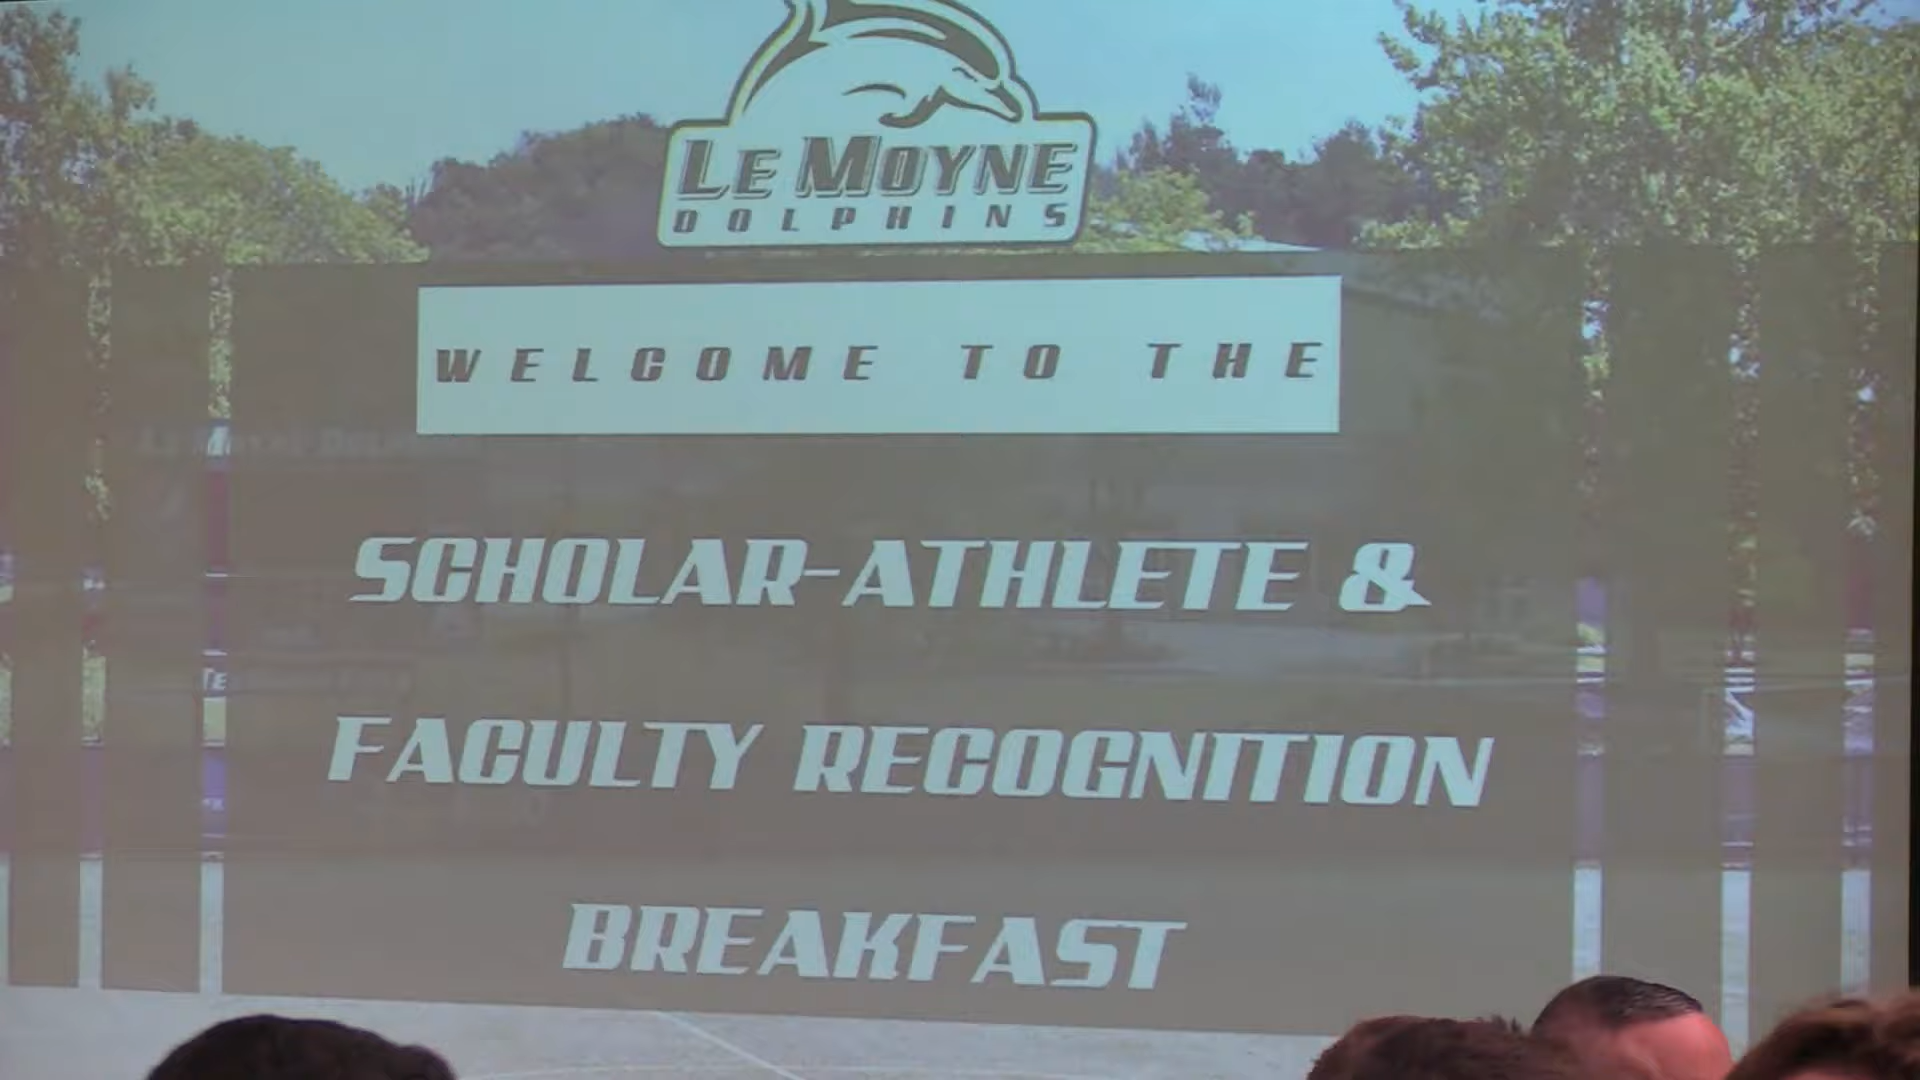 LE MOYNE
DOLPHINS
WELCOME TO THE
SCHOLAR-ATHLETE &
FACULTY RECOGNITION
BREAKFAST